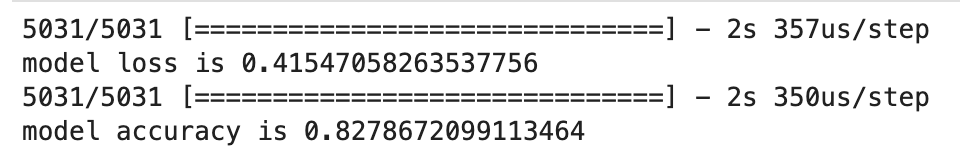 5031/5031 [==============================] - 2s 357us/step
model loss is 0.41547058263537756
5031/5031 [==============================] - 2s 350us/step
model accuracy is 0.8278672099113464